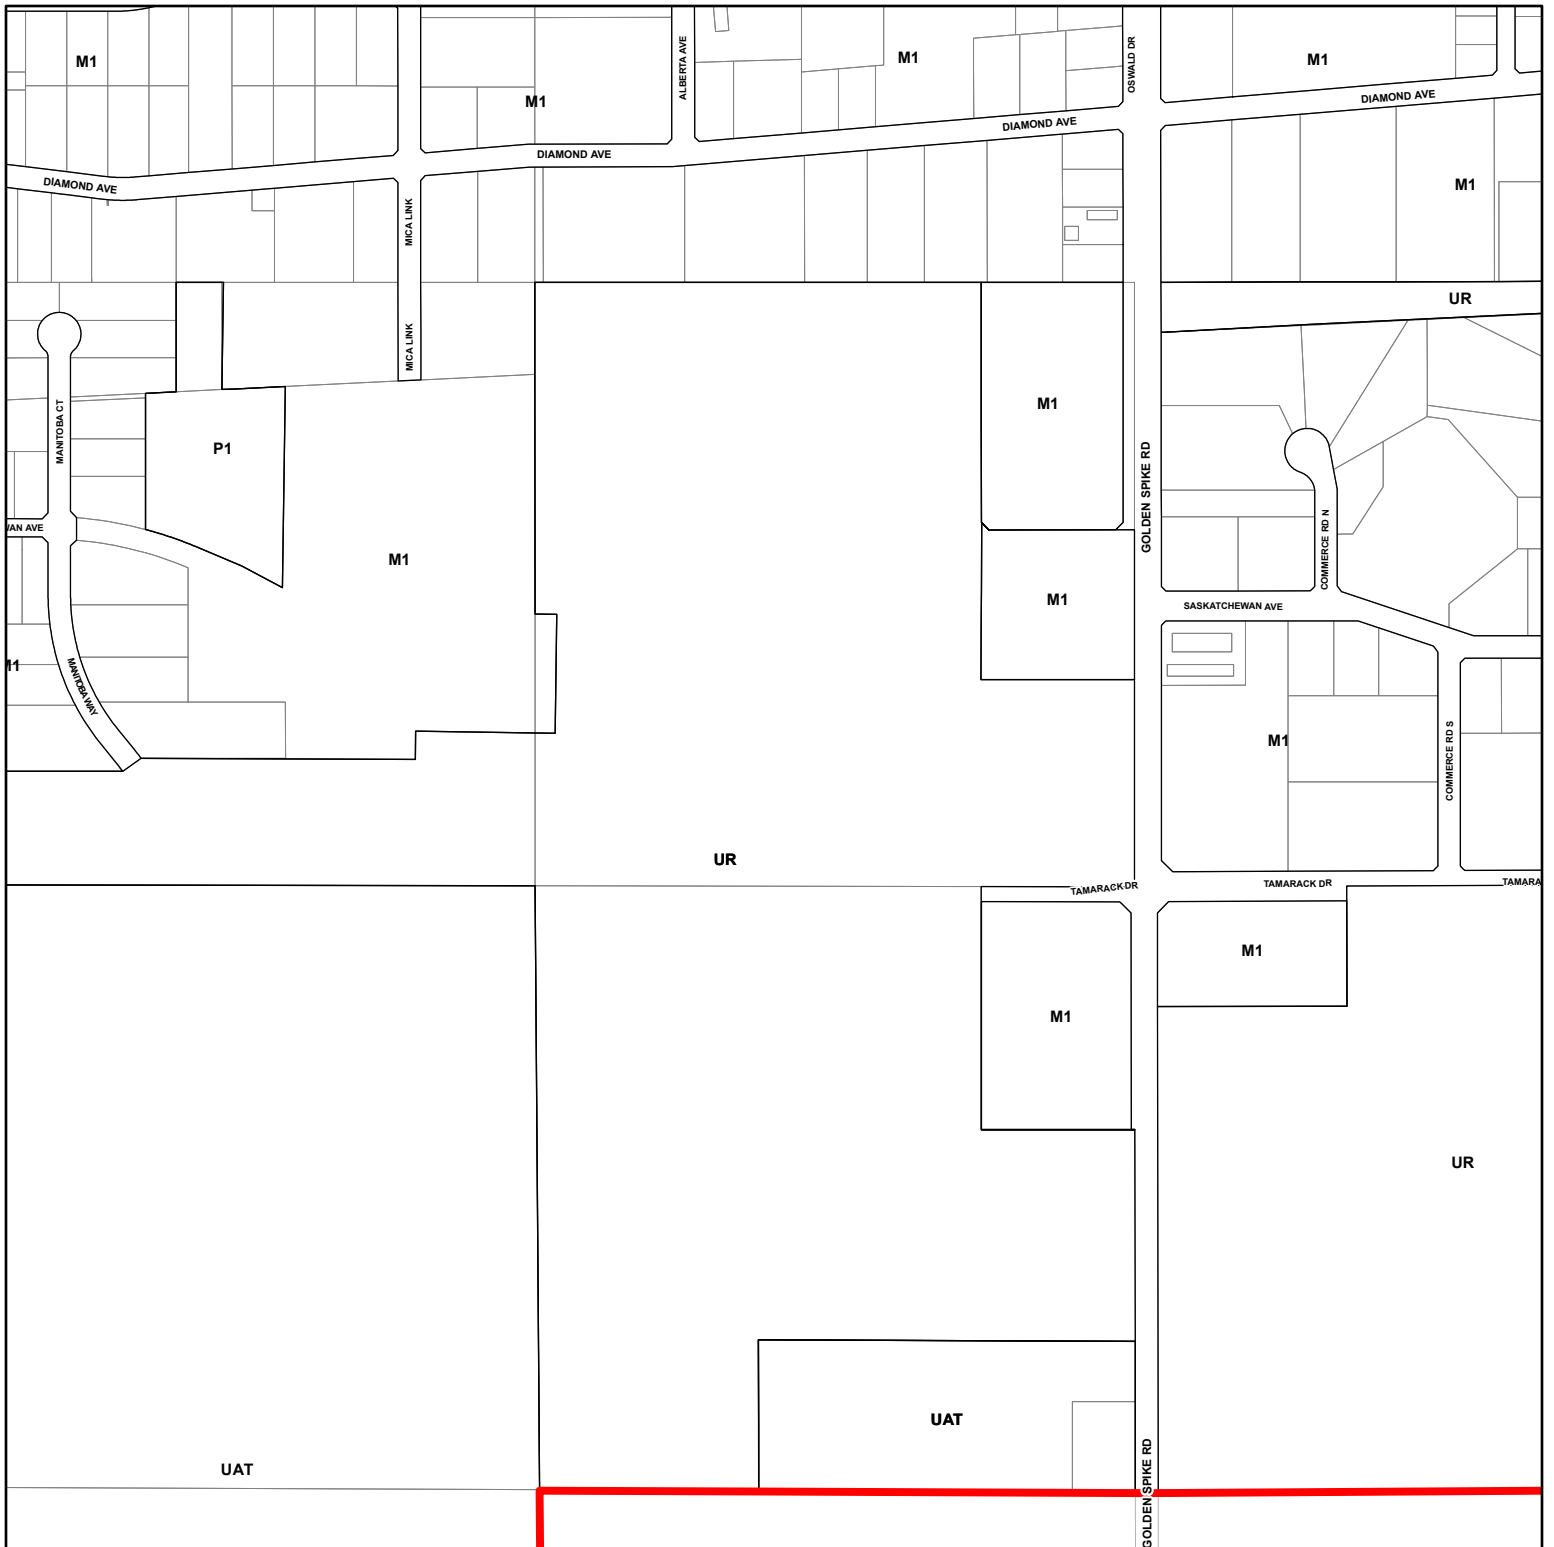 M1
M1
ALBERTA AVE
M1
OSWALD DR
M1
DIAMOND AVE
DIAMOND AVE
DIAMOND AVE
DIAMOND AVE
M1
MICA LINK
UR
MICA LINK
MANITOBA CT
P1
M1
GOLDEN SPIKE RD
WAN AVE
M1
COMMERCE RD N
M1
SASKATCHEWAN AVE
M1
MANITOBA WAY
M1
COMMERCE RD S
UR
TAMARACK DR
TAMARACK DR
TAMARA
M1
M1
UR
UAT
UAT
GOLDEN SPIKE RD